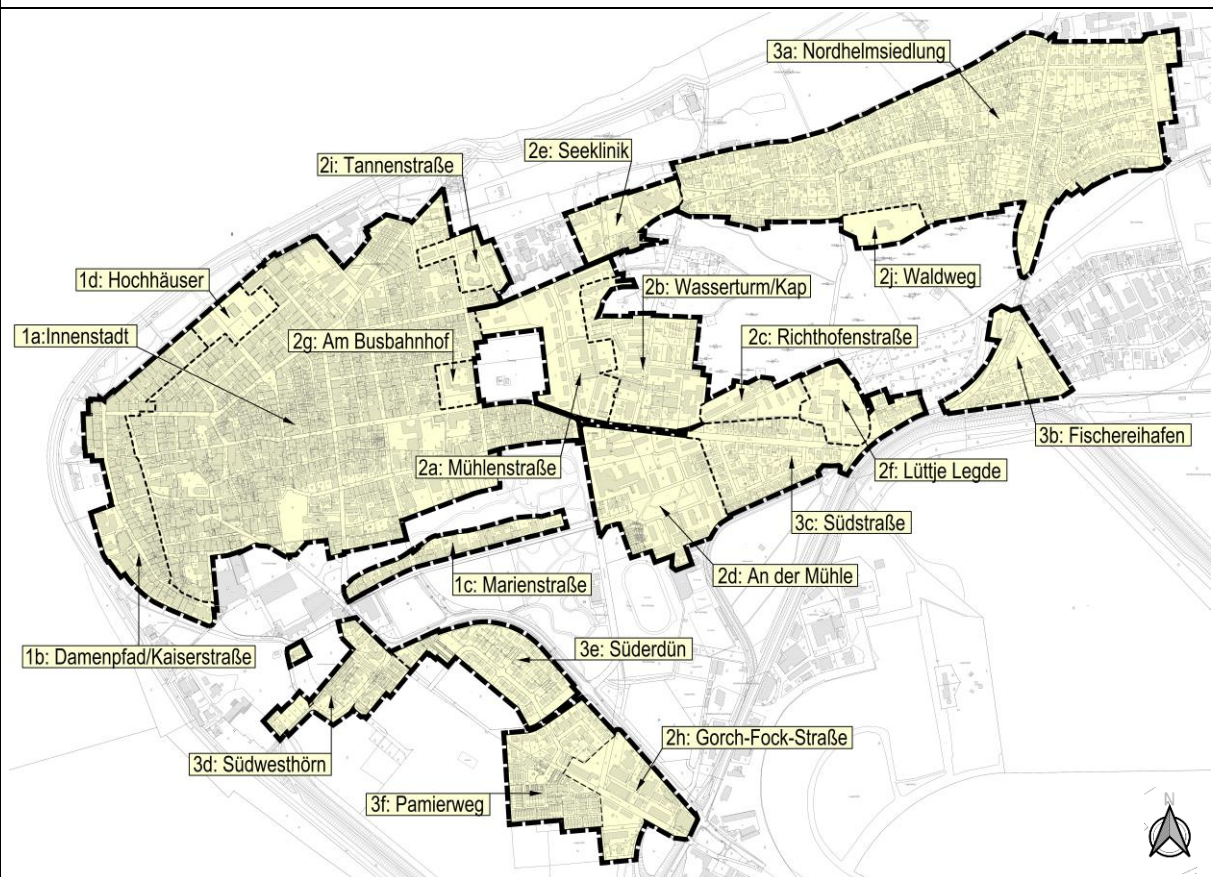 3a: Nordhelmsiedlung
2e: Seeklinik
2i: Tannenstraße
1d: Hochhäuser
2j: Waldweg
2b: Wasserturm/Kap
1a:Innenstadt
2c: Richthofenstraße
2g: Am Busbahnhof
3b: Fischereihafen
2a: Mühlenstraße
2f: Lüttje Legde
3c: Südstraße
2d: An der Mühle
1c: Marienstraße
3e: Süderdün
1b: Damenpfad/Kaiserstraße
2h: Gorch-Fock-Straße
3d: Südwesthörn
3f: Pamierweg
N